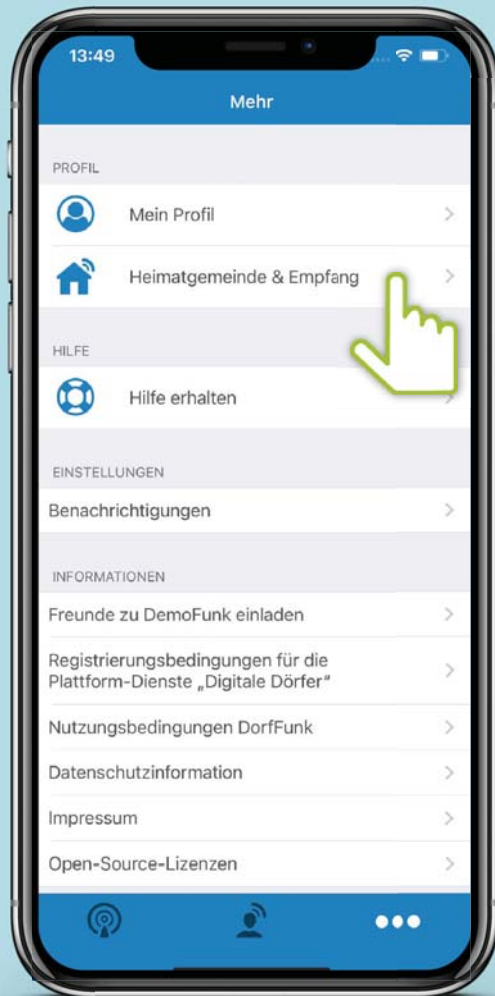 13:49
Mehr
PROFIL
Mein Profil
Heimatgemeinde & Empfang
HILFE
Hilfe erhalten
EINSTELLUNGEN
Benachrichtigungen
INFORMATIONEN
Freunde zu DemoFunk einladen
Registrierungsbedingungen für die
Plattform-Dienste „Digitale Dörfer“
Nutzungsbedingungen DorfFunk
Datenschutzinformation
Impressum
Open-Source-Lizenzen